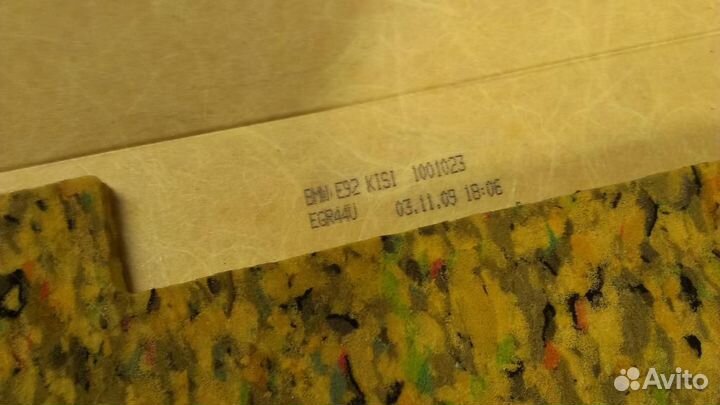 BMW E92 KISI 1001023
EGR44U 03.11.09 18:06
Avito